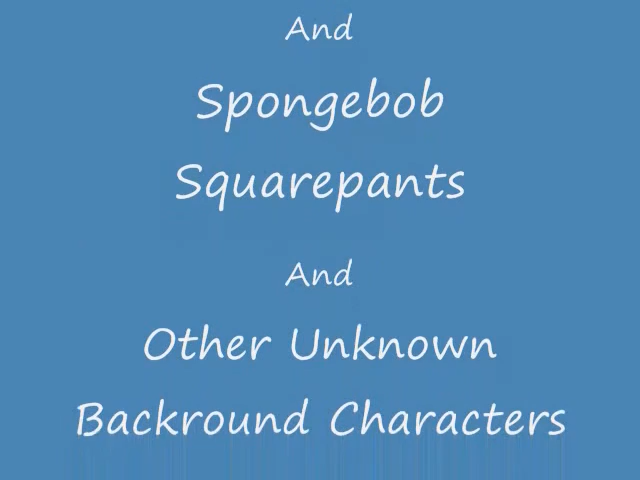 And
Spongebob
Squarepants
And
Other Unknown
Backround Characters